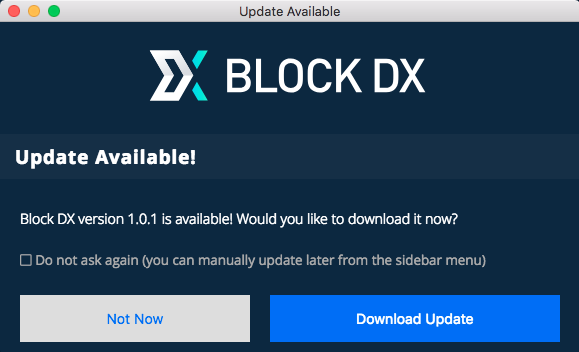 Update Available
BLOCK DX
Update Available!
Block DX version 1.0.1 is available! Would you like to download it now?
Do not ask again (you can manually update later from the sidebar menu)
Not Now
Download Update